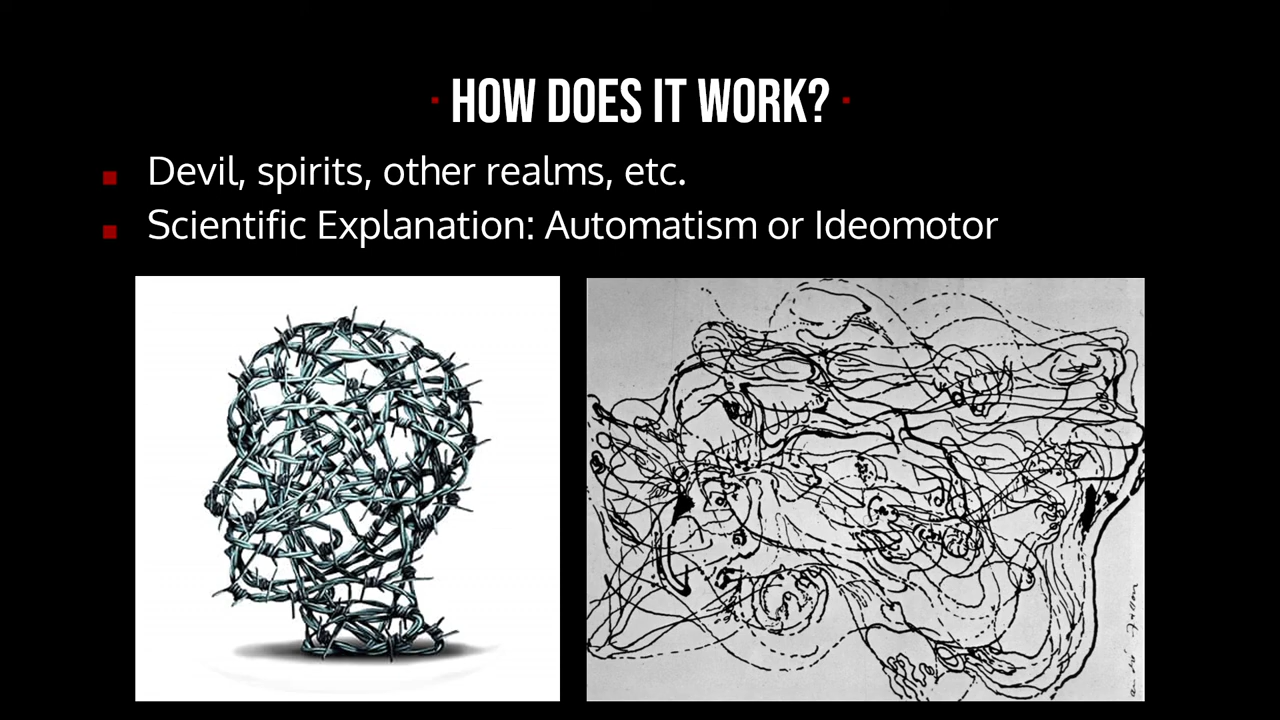 · HOW DOES IT WORK? ·
Devil, spirits, other realms, etc.
Scientific Explanation: Automatism or Ideomotor